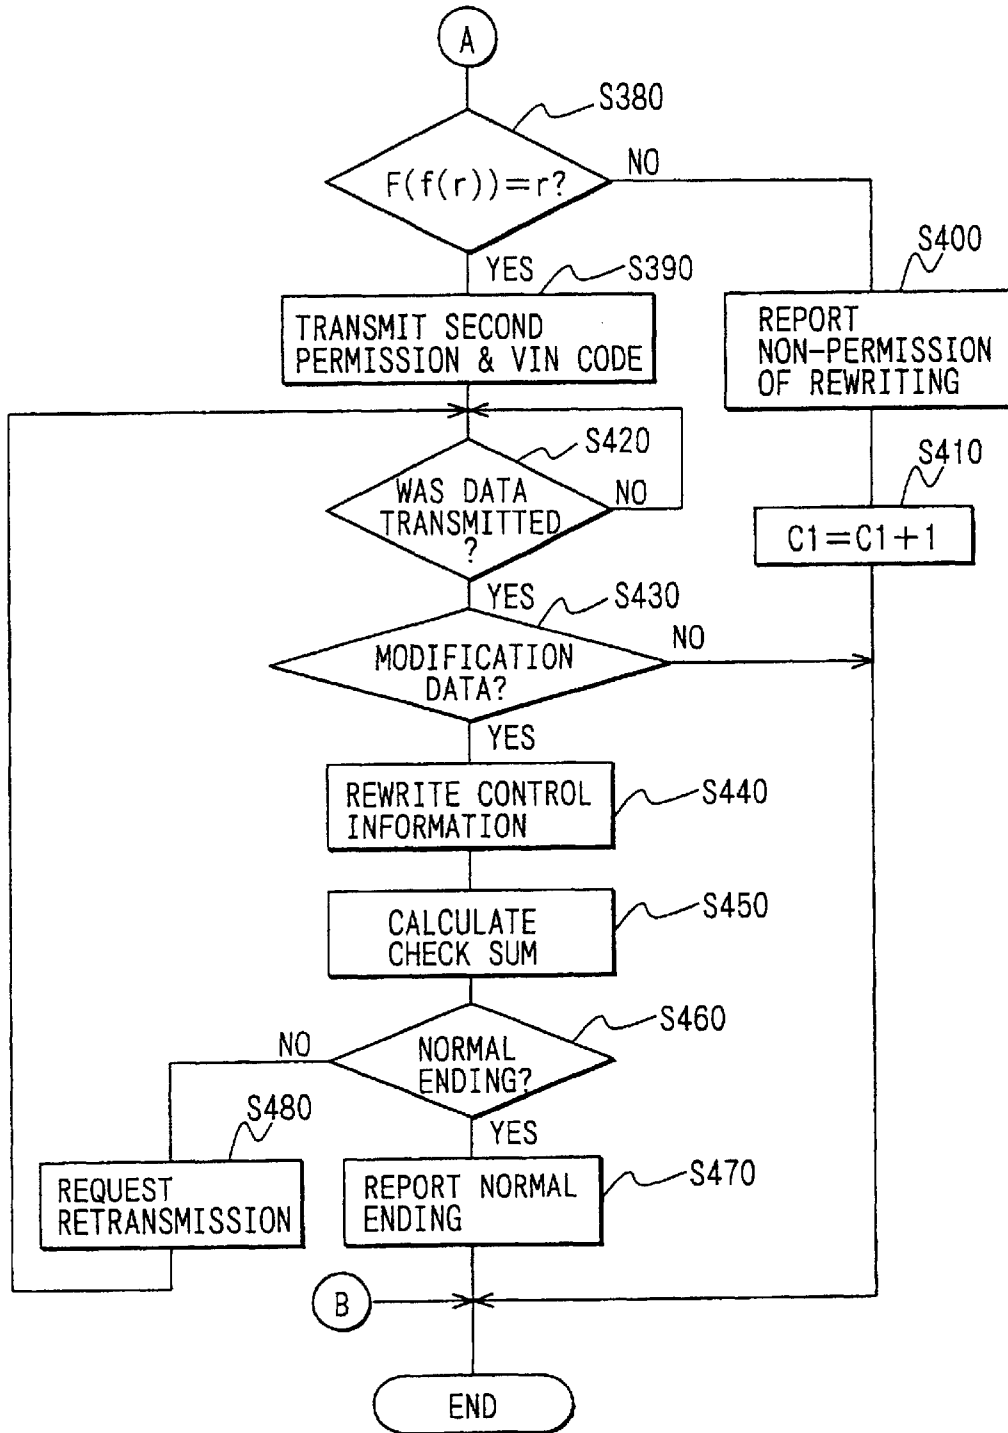 A
S380
F(f(r))=r?
NO
YES
S390
S400
TRANSMIT SECOND
PERMISSION & VIN CODE
REPORT
NON-PERMISSION
OF REWRITING
S420
WAS DATA
TRANSMITTED
?
NO
S410
C1=C1+1
YES
S430
MODIFICATION
DATA?
NO
YES
REWRITE CONTROL
INFORMATION
S440
CALCULATE
CHECK SUM
S450
S460
NO
NORMAL
ENDING?
S480
YES
REQUEST
RETRANSMISSION
REPORT NORMAL
ENDING
S470
B
END